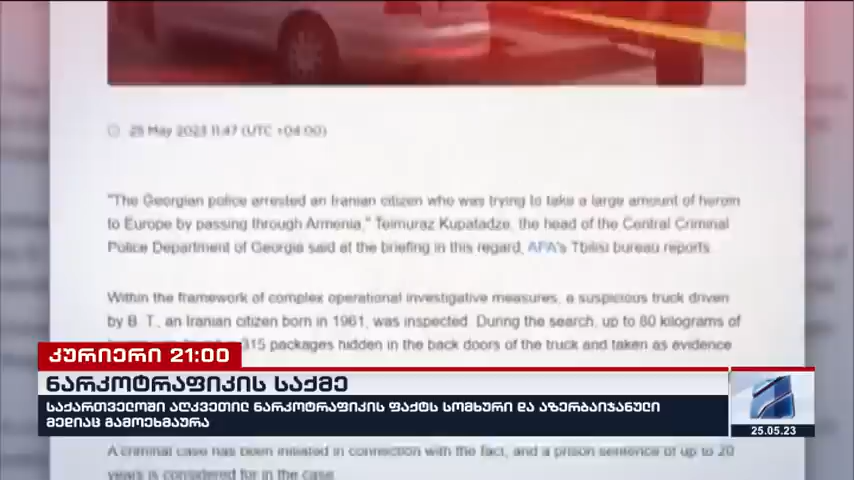 25 May 2023 11:47 (UTC +04:00)
"The Georgian police arrested an Iranian citizen who was trying to take a large amount of heroin
to Europe by passing through Armenia," Teimuraz Kupatadze, the head of the Central Criminal
Police Department of Georgia said at the briefing in this regard, APA's Tbilisi bureau reports.
Within the framework of complex operational investigative measures, a suspicious truck driven
by B. T., an Iranian citizen born in 1961, was inspected. During the search, up to 80 kilograms of
315 packages hidden in the back doors of the truck and taken as evidence
კურიერი 21:00
ნარკოტრაფიკის საქმე
საქართველოში აღკვეთილ ნარკოტრაფიკის ფაქტს სომხური და აზერბაიჯანული
მედიაც გამოეხმაურა
25.05.23
A criminal case has been initiated in connection with the fact, and a prison sentence of up to 20
years is considered for in the case